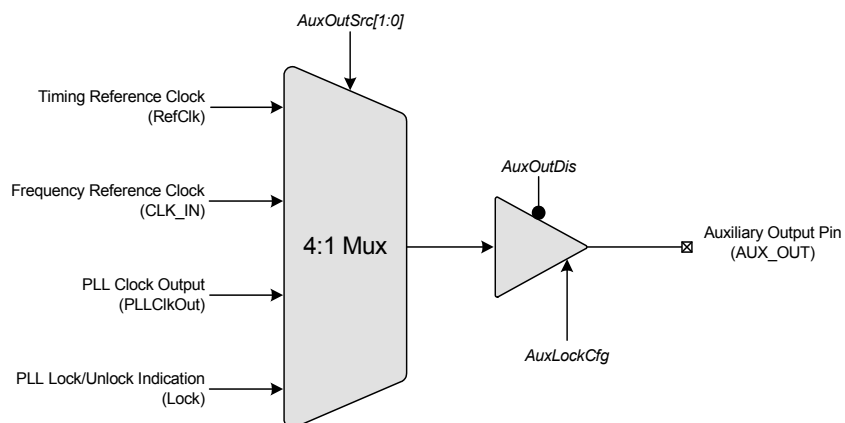 AuxOutSrc[1:0]
Timing Reference Clock
(RefClk)
AuxOutDis
Frequency Reference Clock
(CLK_IN)
4:1 Mux
Auxiliary Output Pin
(AUX_OUT)
PLL Clock Output
(PLLClkOut)
AuxLockCfg
PLL Lock/Unlock Indication
(Lock)